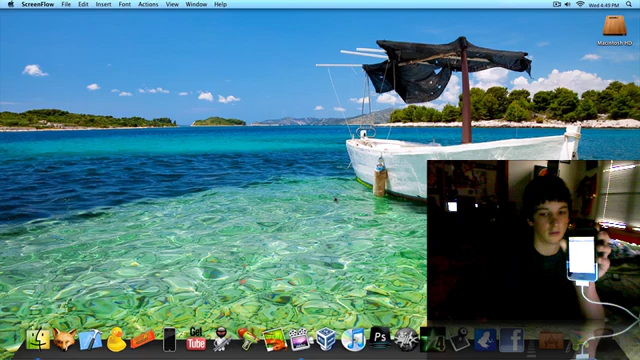 ScreenFlow File Edit Insert Font Actions View Window Help Wed 4:49 PM
Macintosh HD
Get
Tube
Ps